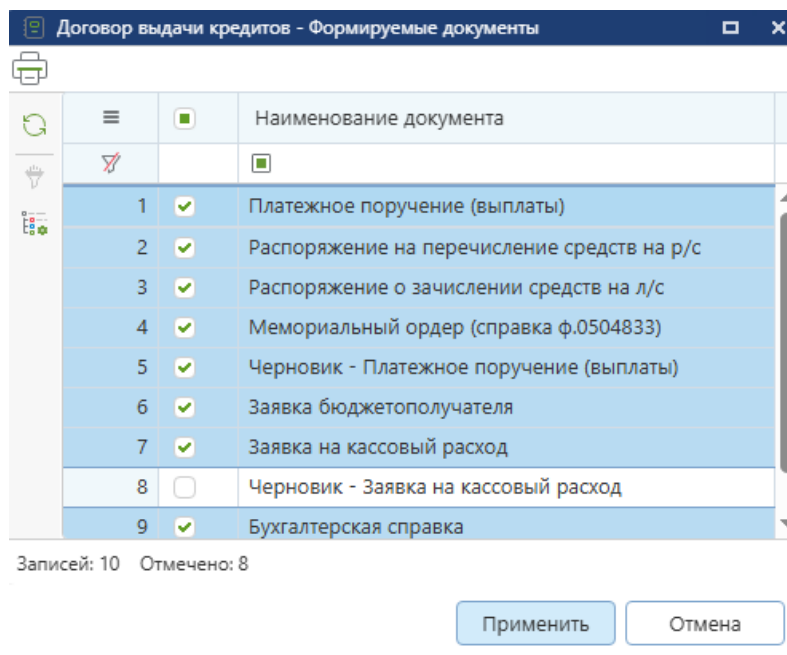 Договор выдачи кредитов - Формируемые документы
Наименование документа
1 Платежное поручение (выплаты)
2 Распоряжение на перечисление средств на р/с
3 Распоряжение о зачислении средств на л/с
4 Мемориальный ордер (справка ф.0504833)
5 Черновик - Платежное поручение (выплаты)
6 Заявка бюджетополучателя
7 Заявка на кассовый расход
8 Черновик - Заявка на кассовый расход
9 Бухгалтерская справка
Записей: 10 Отмечено: 8
Применить Отмена